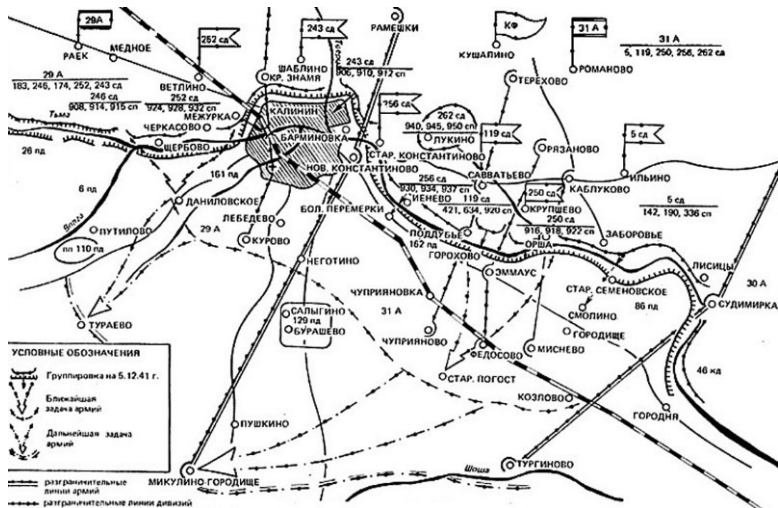 29А
РАЕК
МЕДНОЕ
252 сд
ВЕТЛИНО
29 А
183, 246, 174, 252, 243 сд
246 сд
908, 914, 915 сп
252 сд
924, 928, 932 сп
ШАБЛИНО
КР. ЗНАМЯ
243 сд
РАМЕШКИ
243 сд
906, 910, 912 сп
КФ
КУШАЛИНО
31 А
РОМАНОВО
31 А
5, 119, 250, 256, 262 сд
ТЕРЕХОВО
256 сд
262 сд
940, 945, 950 сп
ЛУКИНО
119 сд
5 сд
МЕЖУРКА
КАЛИНИН
Тьма
ЧЕРКАСОВО
ЩЕРБОВО
БАРМИНОВКА
СТАР. КОНСТАНТИНОВО
НОВ. КОНСТАНТИНОВО
РЯЗАНОВО
САВВАТЬЕВО
ИЛЬИНО
КАБЛУКОВО
26 пд
6 пд
161 пд
256 сд
930, 934, 937 сп
ИЕНЕВО
119 сд
421, 634, 920 сп
250 сд
КРУПШЕВО
250 сд
916, 918, 922 сп
5 сд
142, 190, 336 сп
Волга
ДАНИЛОВСКОЕ
ЛЕБЕДЕВО
БОЛ. ПЕРЕМЕРКИ
ПУТИЛОВО
29 А
КУРОВО
ПОДДУБЬЕ
162 пд
ГОРОХОВО
ОРША
ЗАБОРОВЬЕ
пп 110 пд
НЕГОТИНО
ЭММАУС
СТАР. СЕМЕНОВСКОЕ
ЛИСИЦЫ
30 А
СУДИМИРКА
86 пд
СМОЛИНО
ГОРОДИЩЕ
ЧУПРИЯНОВКА
31 А
ЧУПРИЯНОВО
САЛЫГИНО
129 пд
БУРАШЕВО
ТУРАЕВО
ФЕДОСОВО
МИСНЕВО
46 кд
СТАР. ПОГОСТ
КОЗЛОВО
ГОРОДНЯ
ПУШКИНО
Шоша
ТУРГИНОВО
МИКУЛИНО-ГОРОДИЩЕ
УСЛОВНЫЕ ОБОЗНАЧЕНИЯ
Группировка на 5.12.41 г.
Ближайшая
задача армий
Дальнейшая задача
армий
разграничительные
линии армий
разграничительные линии дивизий